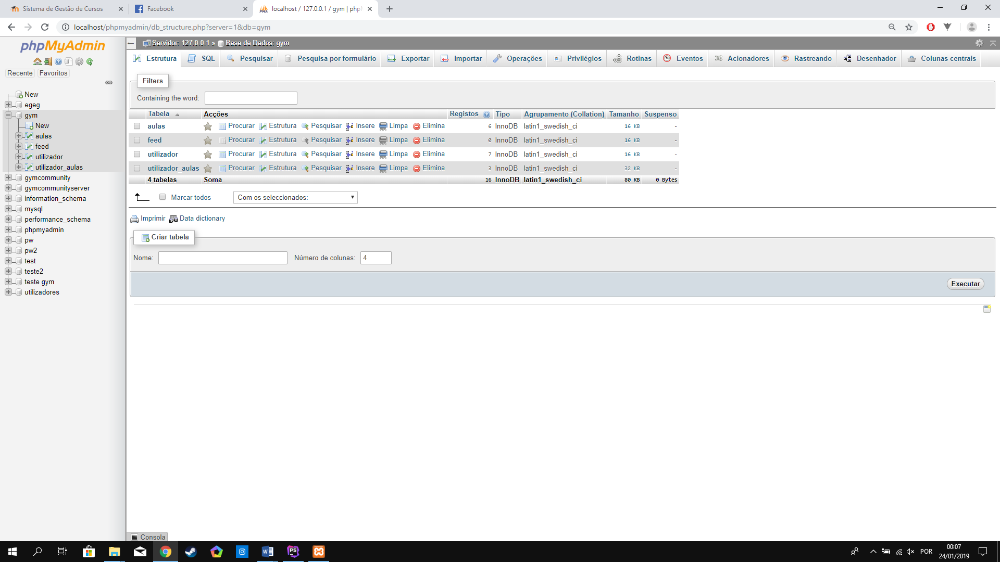 Sistema de Gestão de Cursos
Facebook
localhost / 127.0.0.1 / gym | php
localhost/phpmyadmin/db_structure.php?server=1&db=gym
phpMyAdmin
Recente Favoritos
New
egeg
gym
New
aulas
feed
utilizador
utilizador_aulas
gymcommunity
gymcommunityserver
information_schema
mysql
performance_schema
phpmyadmin
pw
pw2
test
teste2
teste gym
utilizadores
Servidor: 127.0.0.1 » Base de Dados: gym
Estrutura SQL Pesquisar Pesquisa por formulário Exportar Importar Operações Privilégios Rotinas Eventos Acionadores Rastreando Desenhador Colunas centrais
Filters
Containing the word:
Tabela Acções Registos Tipo Agrupamento (Collation) Tamanho Suspenso
aulas Procurar Estrutura Pesquisar Insere Limpa Elimina 6 InnoDB latin1_swedish_ci 16 KB -
feed Procurar Estrutura Pesquisar Insere Limpa Elimina 0 InnoDB latin1_swedish_ci 16 KB -
utilizador Procurar Estrutura Pesquisar Insere Limpa Elimina 7 InnoDB latin1_swedish_ci 16 KB -
utilizador_aulas Procurar Estrutura Pesquisar Insere Limpa Elimina 3 InnoDB latin1_swedish_ci 32 KB -
4 tabelas Soma 16 InnoDB latin1_swedish_ci 80 KB 0 Bytes
Marcar todos Com os seleccionados:
Imprimir Data dictionary
Criar tabela
Nome: Número de colunas: 4
Executar
Consola
POR
00:07
24/01/2019